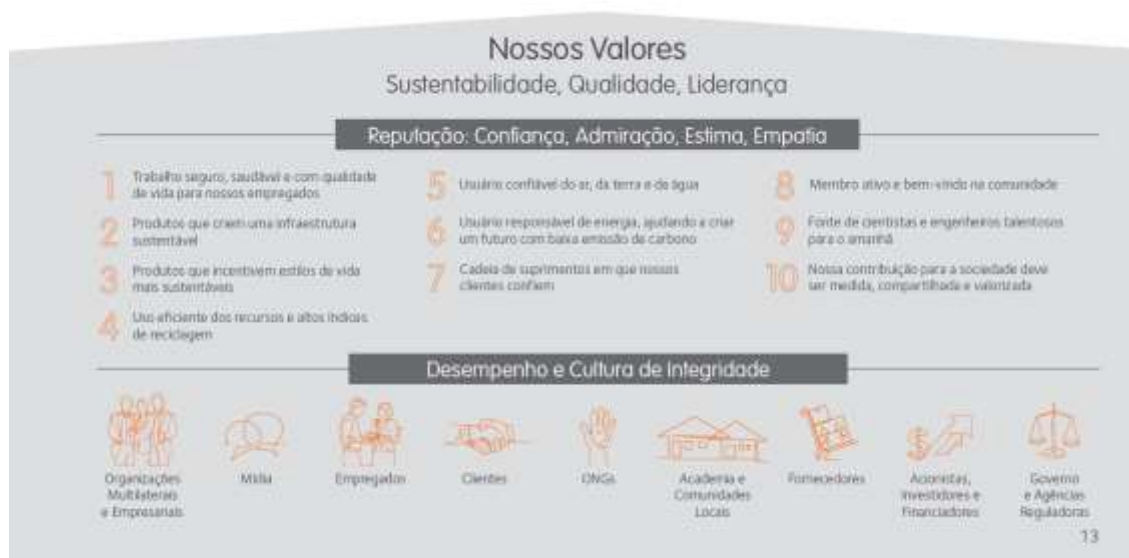 Nossos Valores
Sustentabilidade, Qualidade, Liderança
Reputação: Confiança, Admiração, Estima, Empatia
1 Trabalho seguro, saudável e com qualidade
de vida para nossos empregados
2 Produtos que criem uma infraestrutura
sustentável
3 Produtos que incentivem estilos de vida
mais sustentáveis
4 Uso eficiente dos recursos e altos índices
de reciclagem
5 Usuário confiável do ar, da terra e da água
6 Usuário responsável de energia, ajudando a criar
um futuro com baixa emissão de carbono
7 Cadeia de suprimentos em que nossos
clientes confiem
8 Membro ativo e bem-vindo na comunidade
9 Fonte de cientistas e engenheiros talentosos
para o amanhã
10 Nossa contribuição para a sociedade deve
ser medida, compartilhada e valorizada
Desempenho e Cultura de Integridade
Organizações
Multilaterais
e Empresariais
Mídia
Empregados
Clientes
ONGs
Academia e
Comunidades
Locais
Fornecedores
Acionistas,
Investidores e
Financiadores
Governo
e Agências
Reguladoras
13